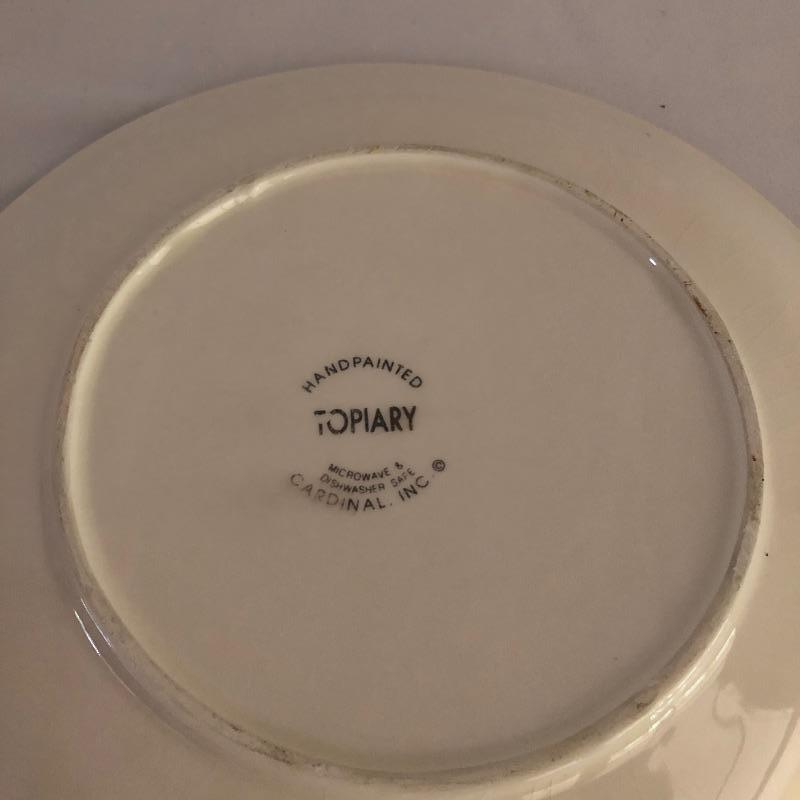 HANDPAINTED
TOPIARY
MICROWAVE &
DISHWASHER SAFE
CARDINAL, INC. ©